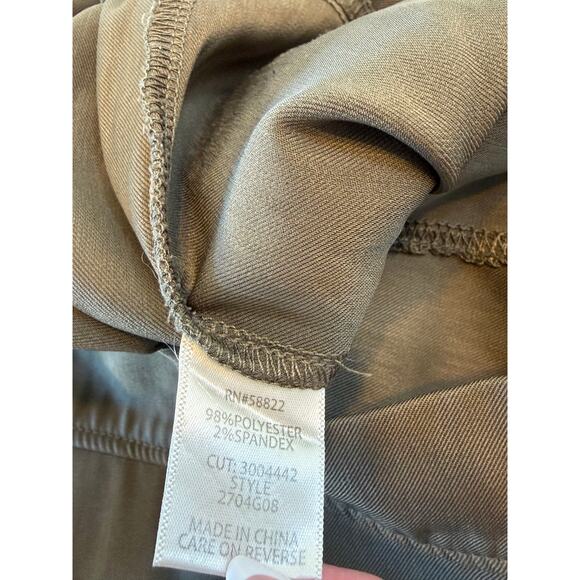 RN#58822
98%POLYESTER
2%SPANDEX
CUT: 3004442
STYLE
2704G08
MADE IN CHINA
CARE ON REVERSE